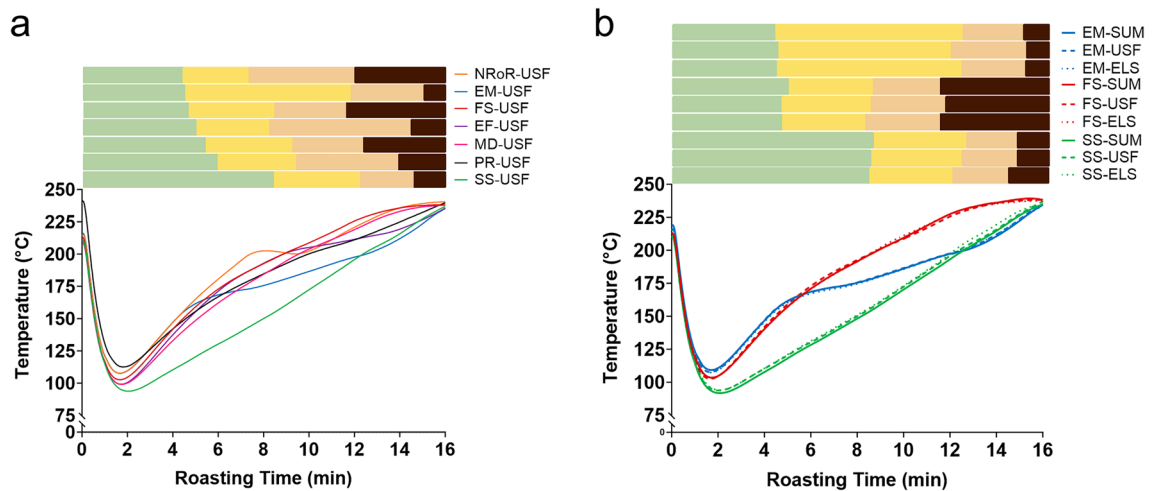 a
NRoR-USF
EM-USF
FS-USF
EF-USF
MD-USF
PR-USF
SS-USF
250
225
200
175
150
125
100
75
0
Temperature (°C)
0 2 4 6 8 10 12 14 16
Roasting Time (min)
b
EM-SUM
EM-USF
EM-ELS
FS-SUM
FS-USF
FS-ELS
SS-SUM
SS-USF
SS-ELS
250
225
200
175
150
125
100
75
0
Temperature (°C)
0 2 4 6 8 10 12 14 16
Roasting Time (min)